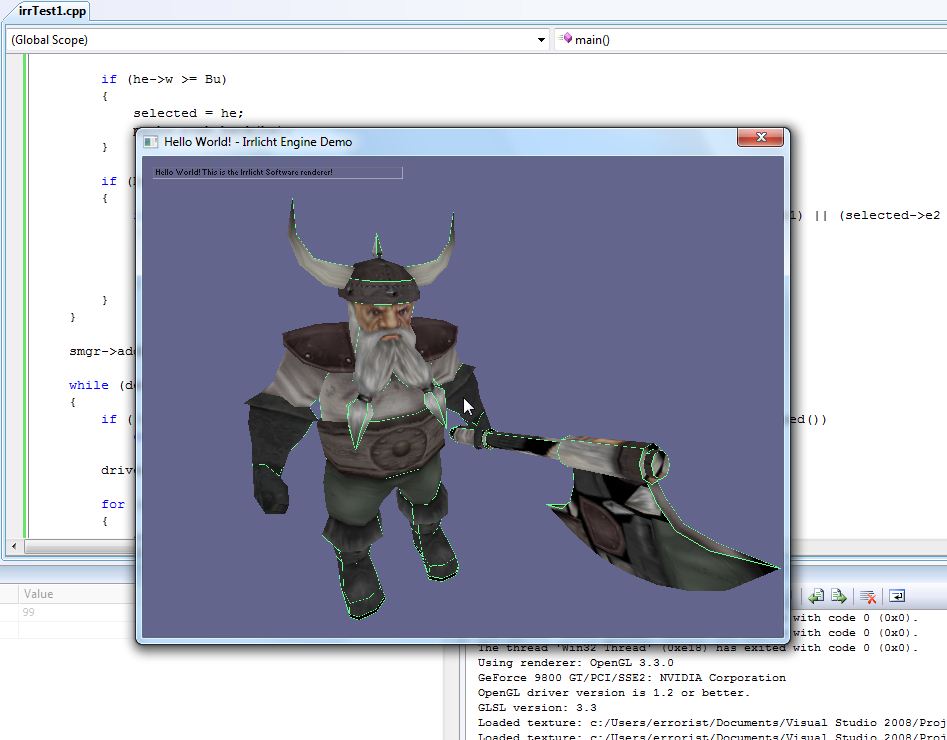 irrTest1.cpp
(Global Scope)
main()
if (he->w >= Bu)
{
selected = he;
}
if (
1) || (selected->e2
{
}
}
smgr->ad
while (d
{
if (
ed())
driv
for
{
Hello World! - Irrlicht Engine Demo
Hello World! This is the Irrlicht Software renderer!
Value
99
with code 0 (0x0).
with code 0 (0x0).
The thread 'Win32 Thread' (0xe18) has exited with code 0 (0x0).
Using renderer: OpenGL 3.3.0
GeForce 9800 GT/PCI/SSE2: NVIDIA Corporation
OpenGL driver version is 1.2 or better.
GLSL version: 3.3
Loaded texture: c:/Users/errorist/Documents/Visual Studio 2008/Proj
Loaded texture: c:/Users/errorist/Documents/Visual Studio 2008/Proj